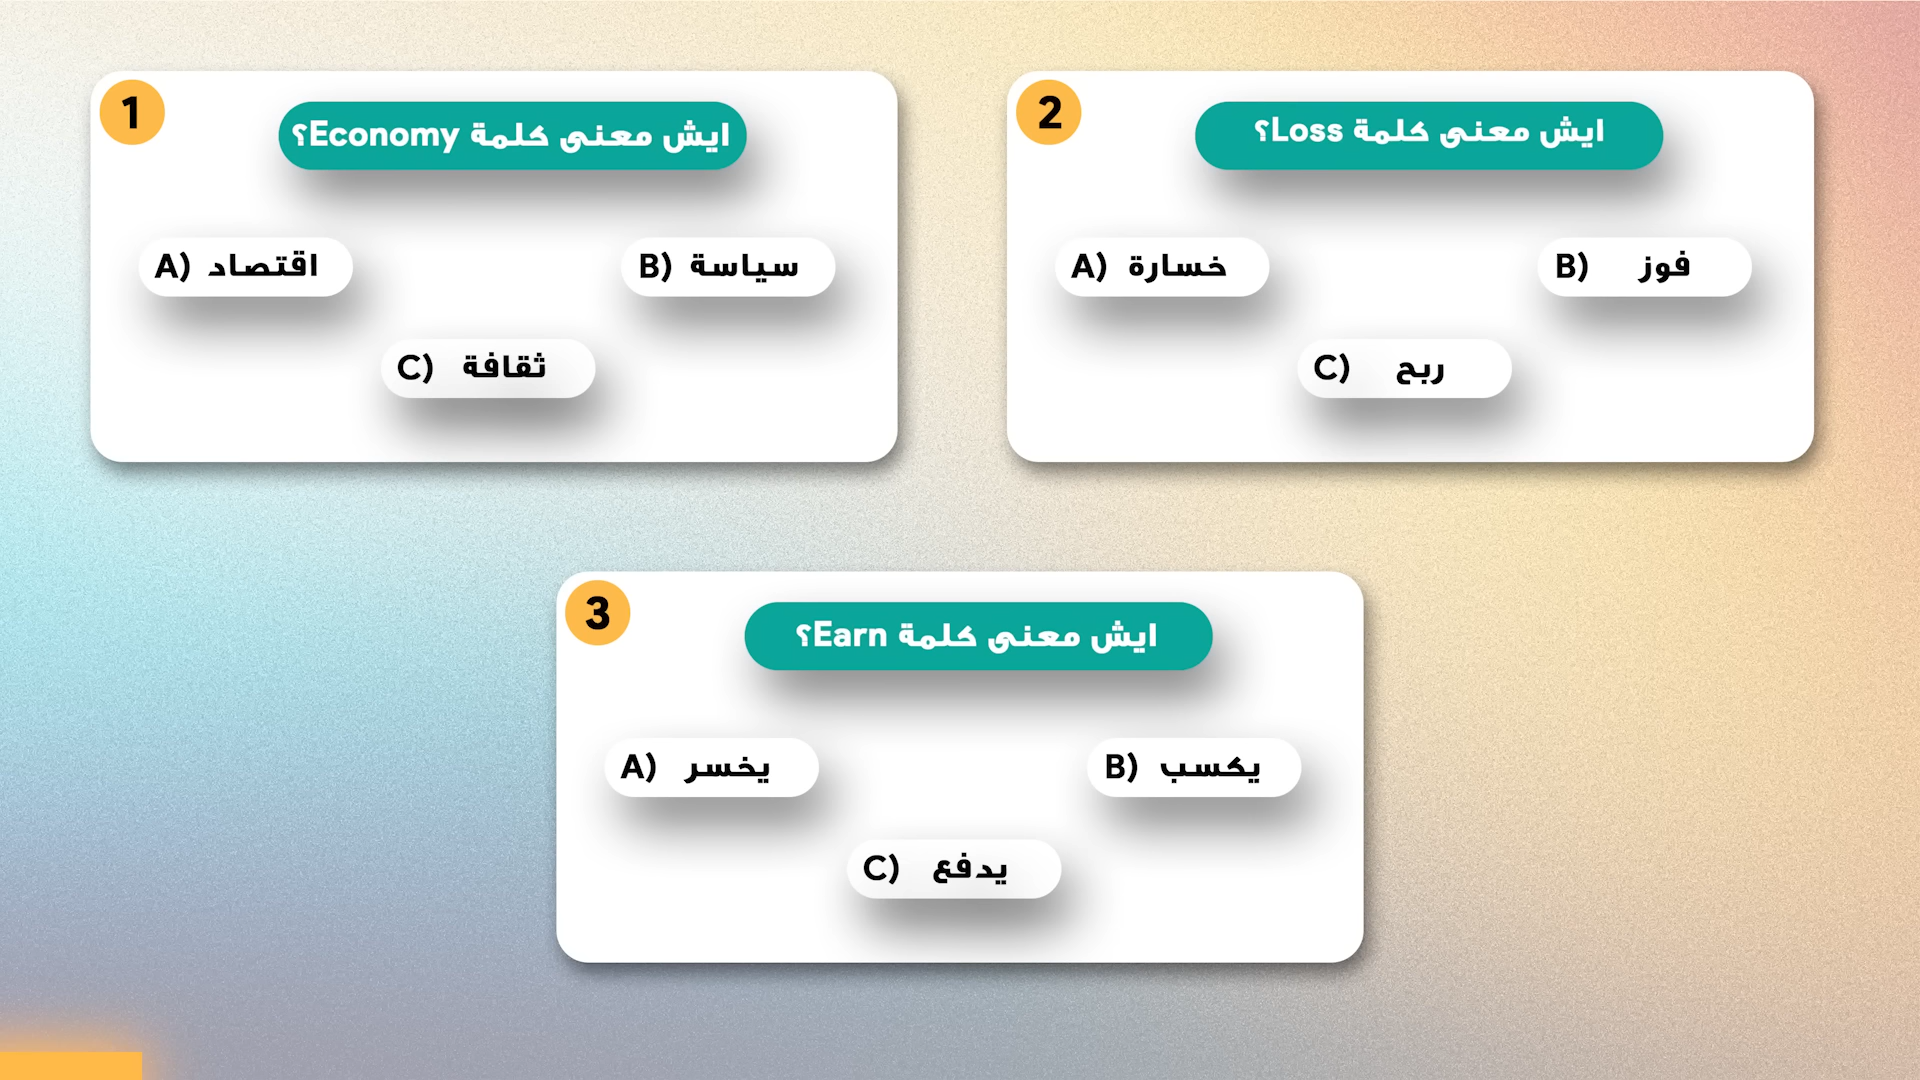 1
ايش معنى كلمة Economy؟
A) اقتصاد
B) سياسة
C) ثقافة
2
ايش معنى كلمة Loss؟
A) خسارة
B) فوز
C) ربح
3
ايش معنى كلمة Earn؟
A) يخسر
B) يكسب
C) يدفع